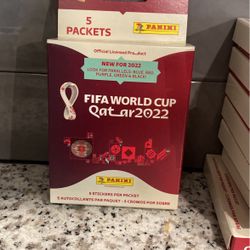 5
PACKETS
PANINI
Official Licensed Product
NEW FOR 2022
LOOK FOR PARALLELS: BLUE, RED
PURPLE, GREEN & BLACK!
FIFA WORLD CUP
Qatar2022
PANINI
5 STICKERS PER PACKET
5 AUTOCOLLANTS PAR PAQUET · 5 CROMOS POR SOBRE